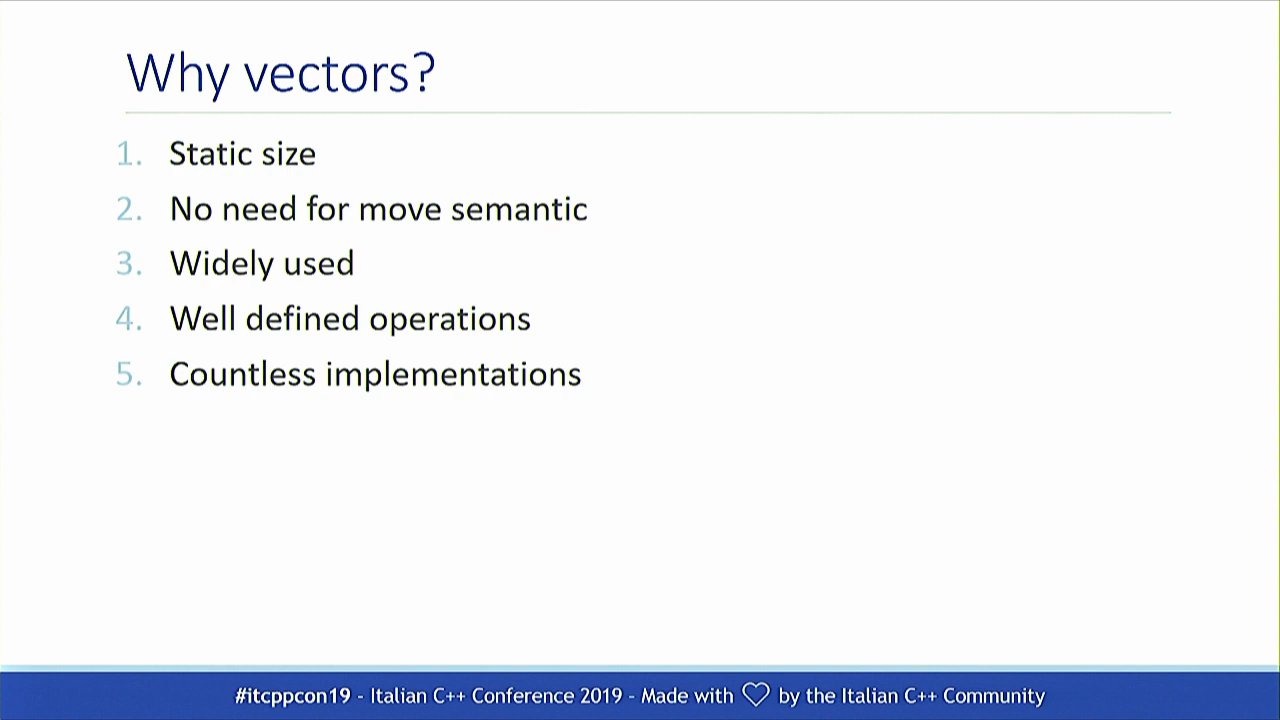 Why vectors?
1. Static size
2. No need for move semantic
3. Widely used
4. Well defined operations
5. Countless implementations
#itcppcon19 - Italian C++ Conference 2019 - Made with ♡ by the Italian C++ Community